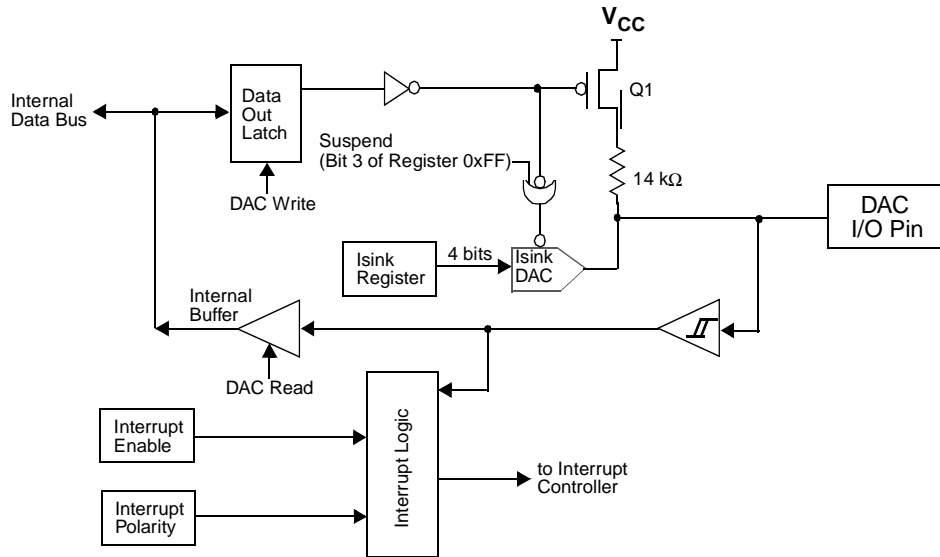 VCC
Internal
Data Bus
Data
Out
Latch
Q1
Suspend
(Bit 3 of Register 0xFF)
14 kΩ
DAC Write
DAC
I/O Pin
Isink
Register
4 bits
Isink
DAC
Internal
Buffer
DAC Read
Interrupt
Enable
Interrupt Logic
to Interrupt
Controller
Interrupt
Polarity